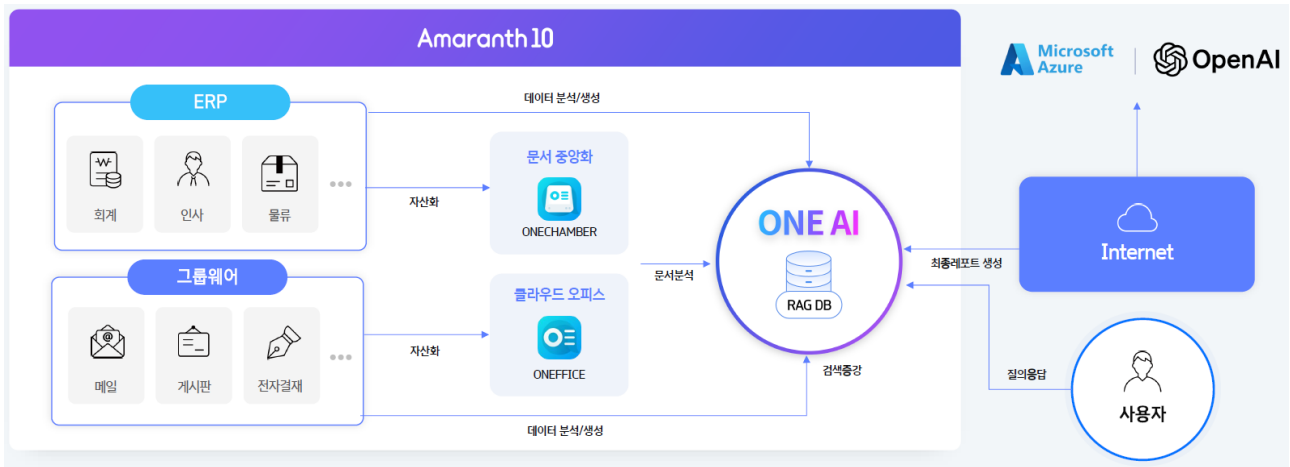 Amaranth 10
Microsoft
Azure
OpenAI
ERP
회계
인사
물류
데이터 분석/생성
자산화
문서 중앙화
ONECHAMBER
그룹웨어
메일
게시판
전자결재
자산화
클라우드 오피스
ONEFFICE
데이터 분석/생성
문서분석
ONE AI
RAG DB
검색증강
최종레포트 생성
Internet
질의응답
사용자